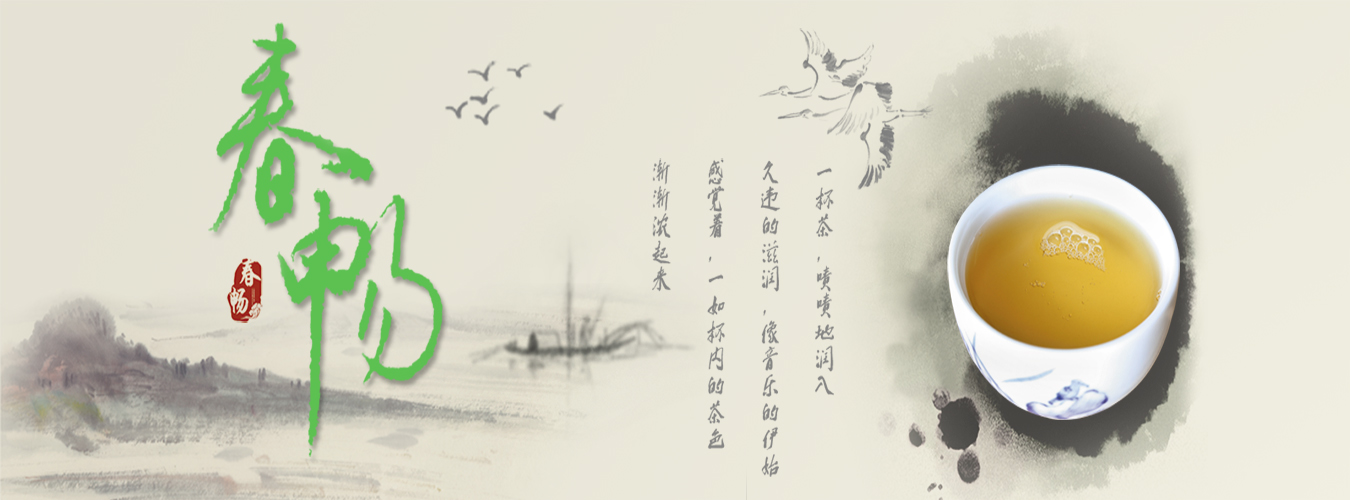 春畅
春畅
一杯茶，啧啧地润入
久违的滋润，像音乐的伊始
感觉着，一如杯内的茶色
渐渐浓起来